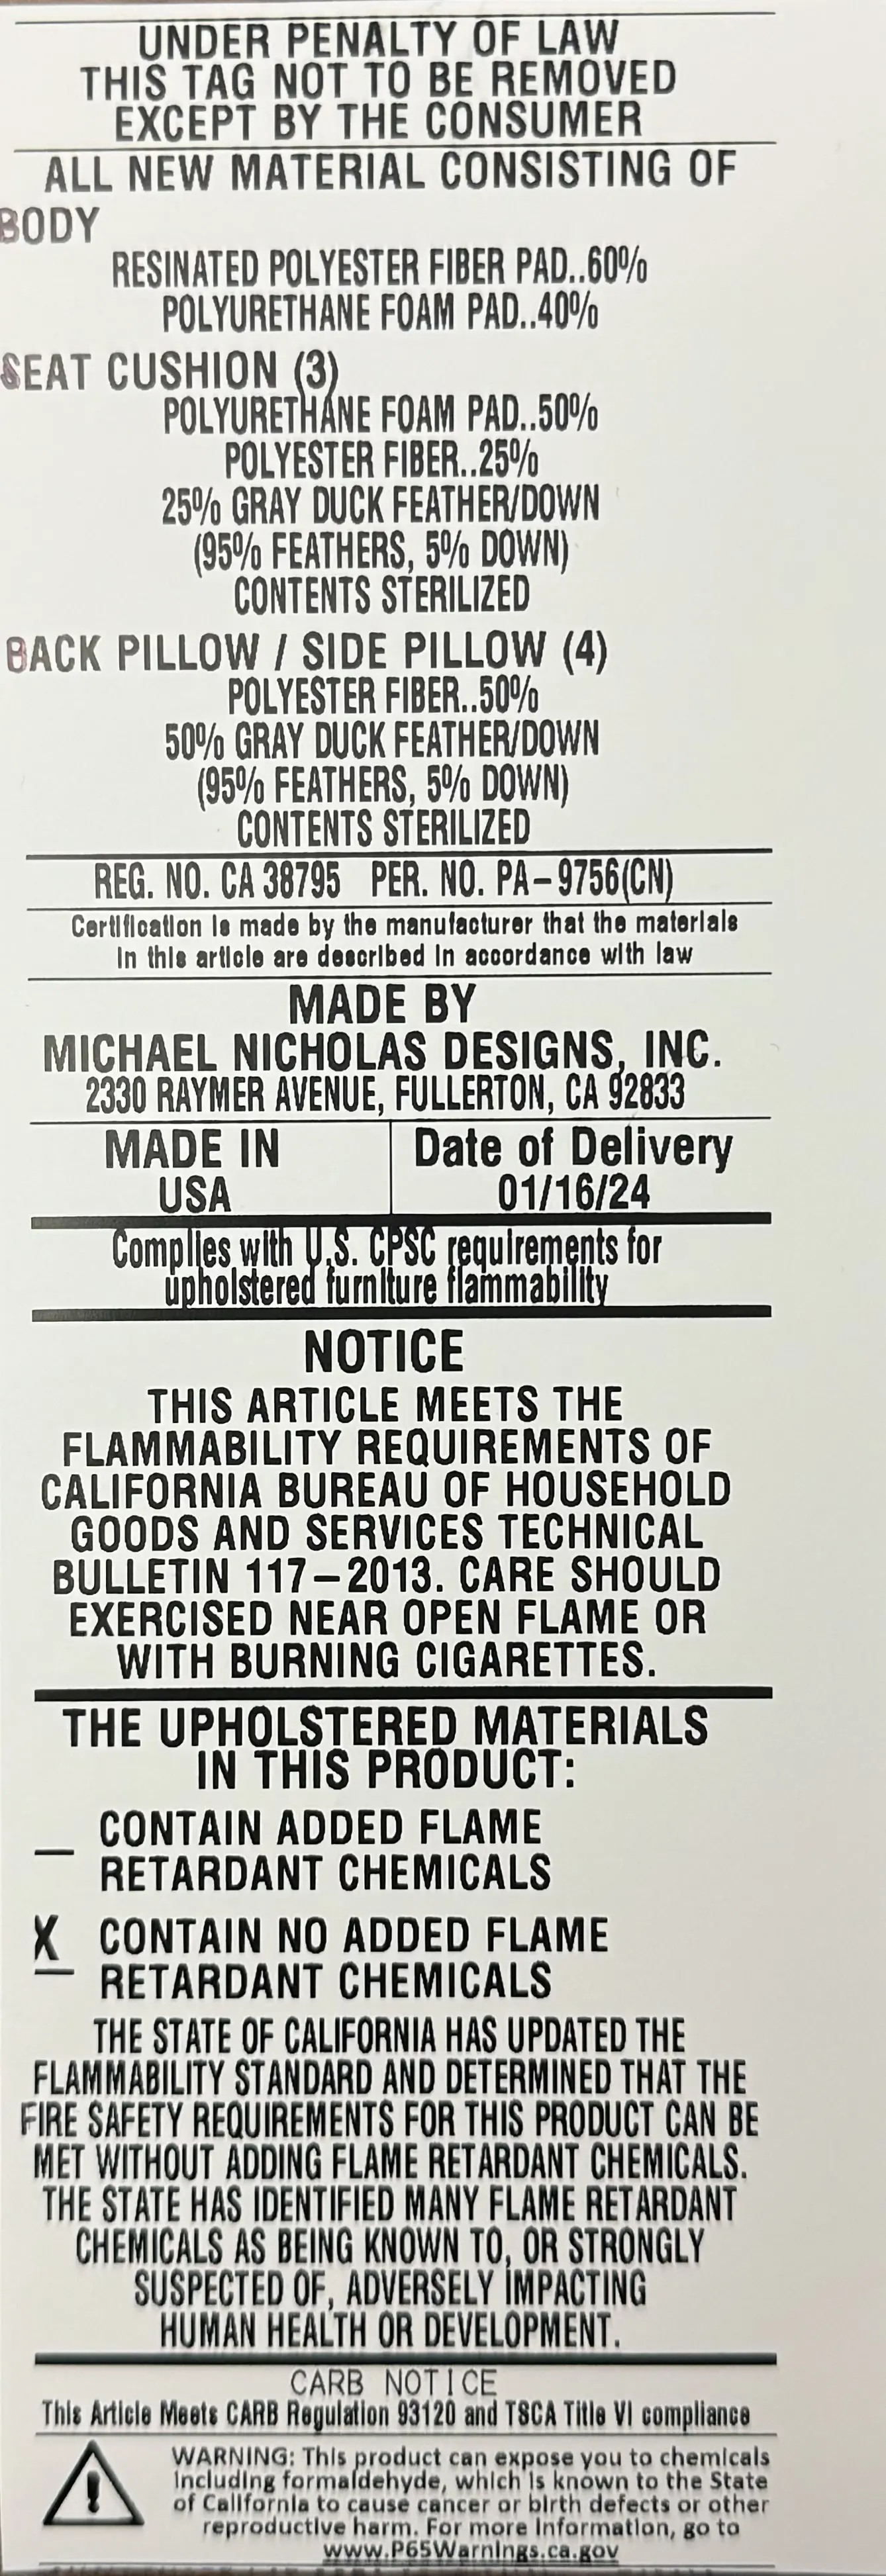 UNDER PENALTY OF LAW
THIS TAG NOT TO BE REMOVED
EXCEPT BY THE CONSUMER
ALL NEW MATERIAL CONSISTING OF
BODY
RESINATED POLYESTER FIBER PAD..60%
POLYURETHANE FOAM PAD..40%
SEAT CUSHION (3)
POLYURETHANE FOAM PAD..50%
POLYESTER FIBER..25%
25% GRAY DUCK FEATHER/DOWN
(95% FEATHERS, 5% DOWN)
CONTENTS STERILIZED
BACK PILLOW / SIDE PILLOW (4)
POLYESTER FIBER..50%
50% GRAY DUCK FEATHER/DOWN
(95% FEATHERS, 5% DOWN)
CONTENTS STERILIZED
REG. NO. CA 38795 PER. NO. PA-9756(CN)
Certification is made by the manufacturer that the materials
in this article are described in accordance with law
MADE BY
MICHAEL NICHOLAS DESIGNS, INC.
2330 RAYMER AVENUE, FULLERTON, CA 92833
MADE IN
USA
Date of Delivery
01/16/24
Complies with U.S. CPSC requirements for
upholstered furniture flammability
NOTICE
THIS ARTICLE MEETS THE
FLAMMABILITY REQUIREMENTS OF
CALIFORNIA BUREAU OF HOUSEHOLD
GOODS AND SERVICES TECHNICAL
BULLETIN 117-2013. CARE SHOULD
EXERCISED NEAR OPEN FLAME OR
WITH BURNING CIGARETTES.
THE UPHOLSTERED MATERIALS
IN THIS PRODUCT:
_ CONTAIN ADDED FLAME
RETARDANT CHEMICALS
X CONTAIN NO ADDED FLAME
RETARDANT CHEMICALS
THE STATE OF CALIFORNIA HAS UPDATED THE
FLAMMABILITY STANDARD AND DETERMINED THAT THE
FIRE SAFETY REQUIREMENTS FOR THIS PRODUCT CAN BE
MET WITHOUT ADDING FLAME RETARDANT CHEMICALS.
THE STATE HAS IDENTIFIED MANY FLAME RETARDANT
CHEMICALS AS BEING KNOWN TO, OR STRONGLY
SUSPECTED OF, ADVERSELY IMPACTING
HUMAN HEALTH OR DEVELOPMENT.
CARB NOTICE
This Article Meets CARB Regulation 93120 and TSCA Title VI compliance
WARNING: This product can expose you to chemicals
including formaldehyde, which is known to the State
of California to cause cancer or birth defects or other
reproductive harm. For more information, go to
www.P65Warnings.ca.gov